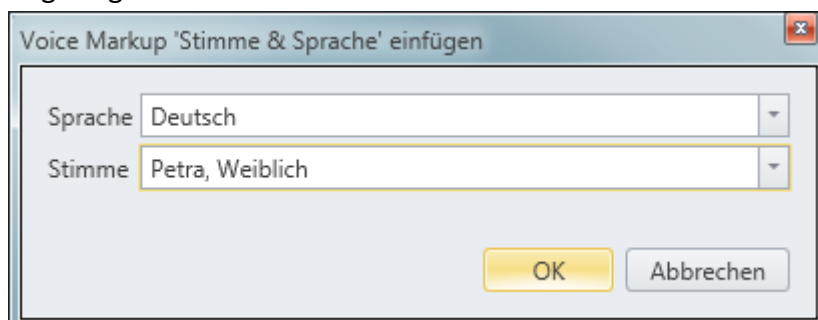 Voice Markup 'Stimme & Sprache' einfügen
Sprache Deutsch
Stimme Petra, Weiblich
OK Abbrechen